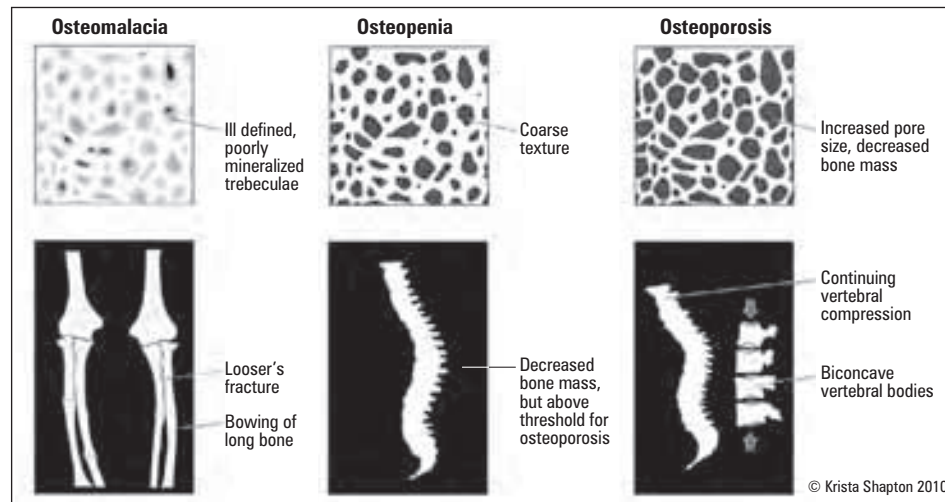 Osteomalacia
Ill defined,
poorly
mineralized
trebeculae
Looser's
fracture
Bowing of
long bone
Osteopenia
Coarse
texture
Decreased
bone mass,
but above
threshold for
osteoporosis
Osteoporosis
Increased pore
size, decreased
bone mass
Continuing
vertebral
compression
Biconcave
vertebral bodies
© Krista Shapton 2010